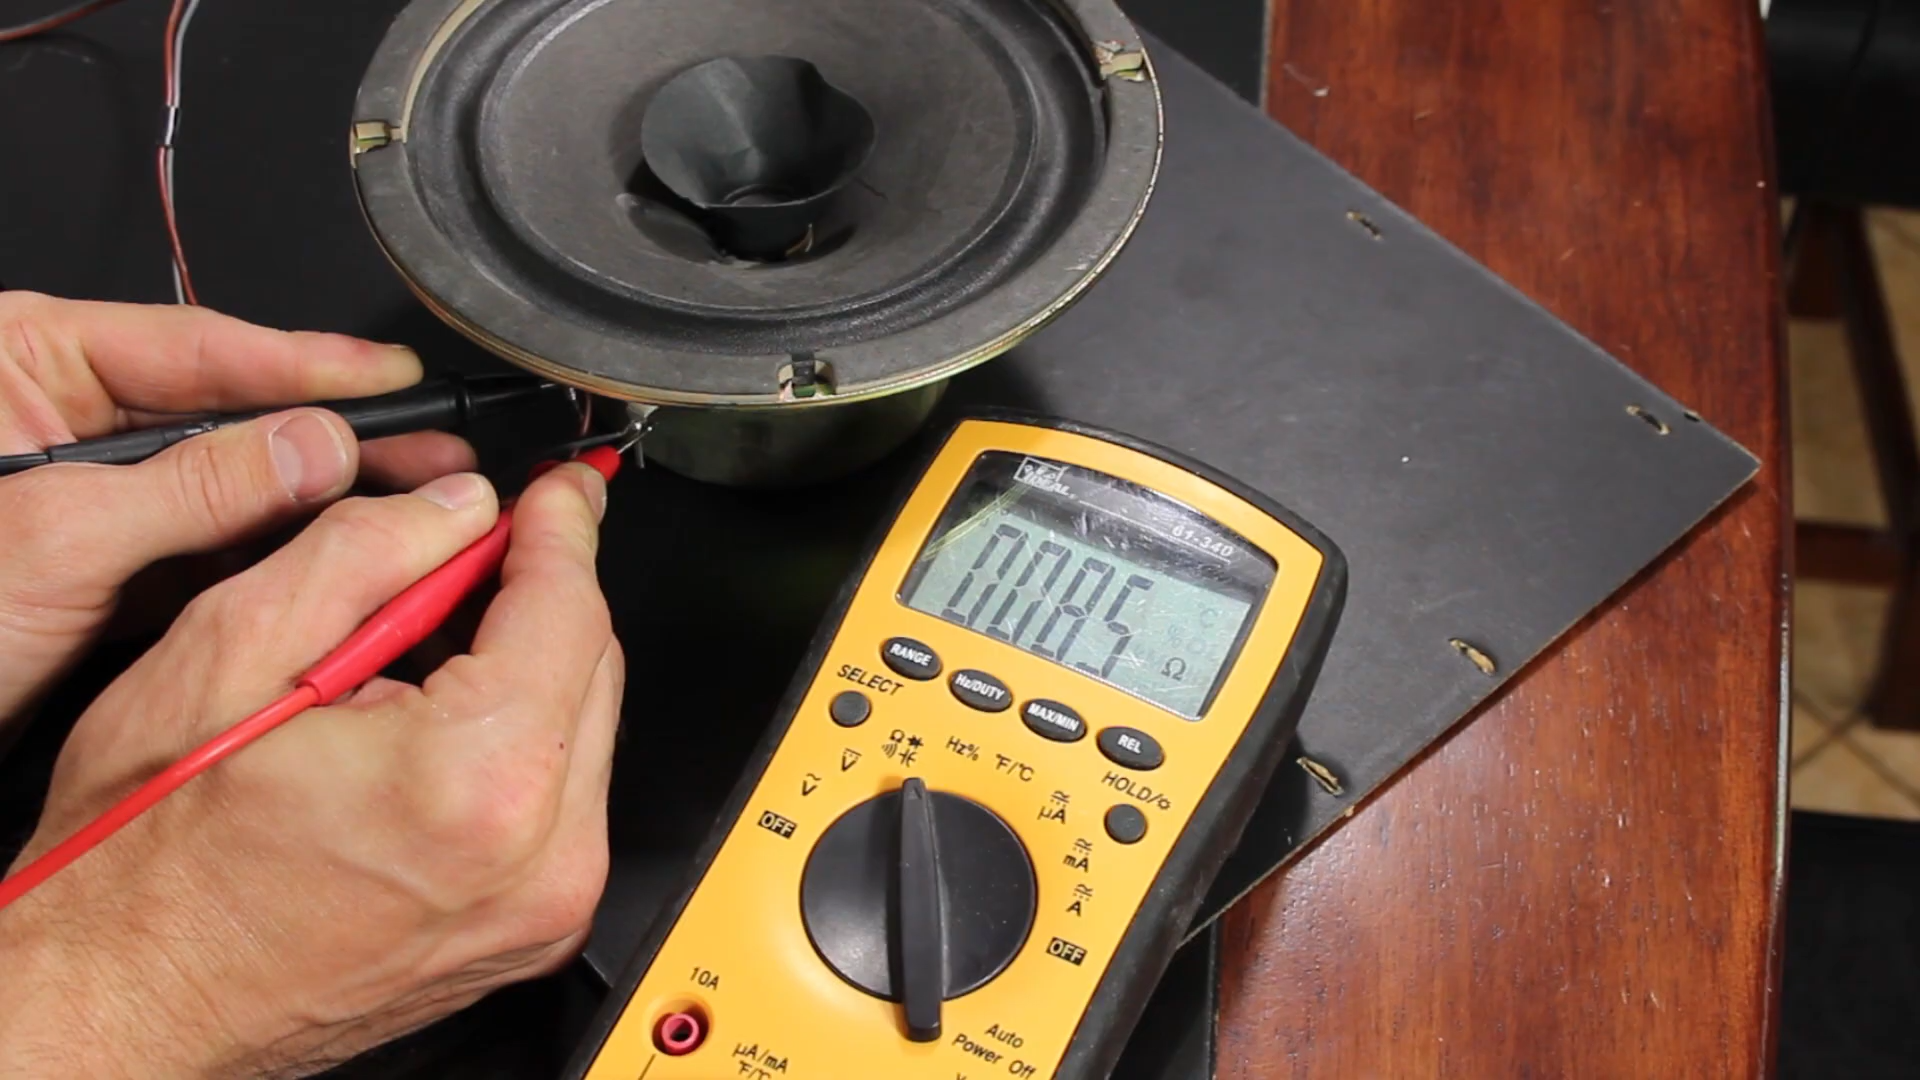 IDEAL
61-340
0085
Ω
RANGE
Hz/DUTY
MAX/MIN
REL
SELECT
HOLD/☼
Hz%
°F/°C
V
V
Ω
µA
mA
A
OFF
OFF
10A
µA/mA
°F/°C
Auto
Power Off